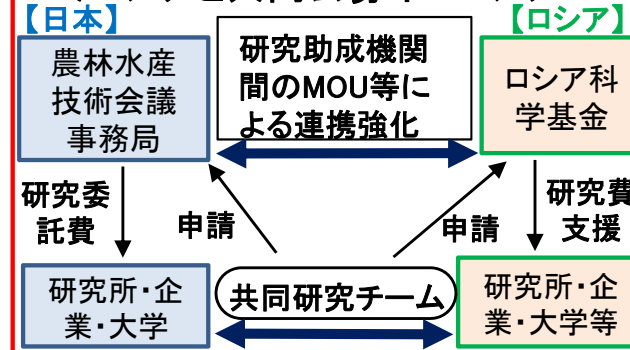 【日本】
【ロシア】
農林水産
技術会議
事務局
研究助成機関
間のMOU等に
よる連携強化
ロシア科
学基金
研究委
託費
申請
申請
研究費
支援
研究所・企
業・大学
共同研究チーム
研究所・企
業・大学等